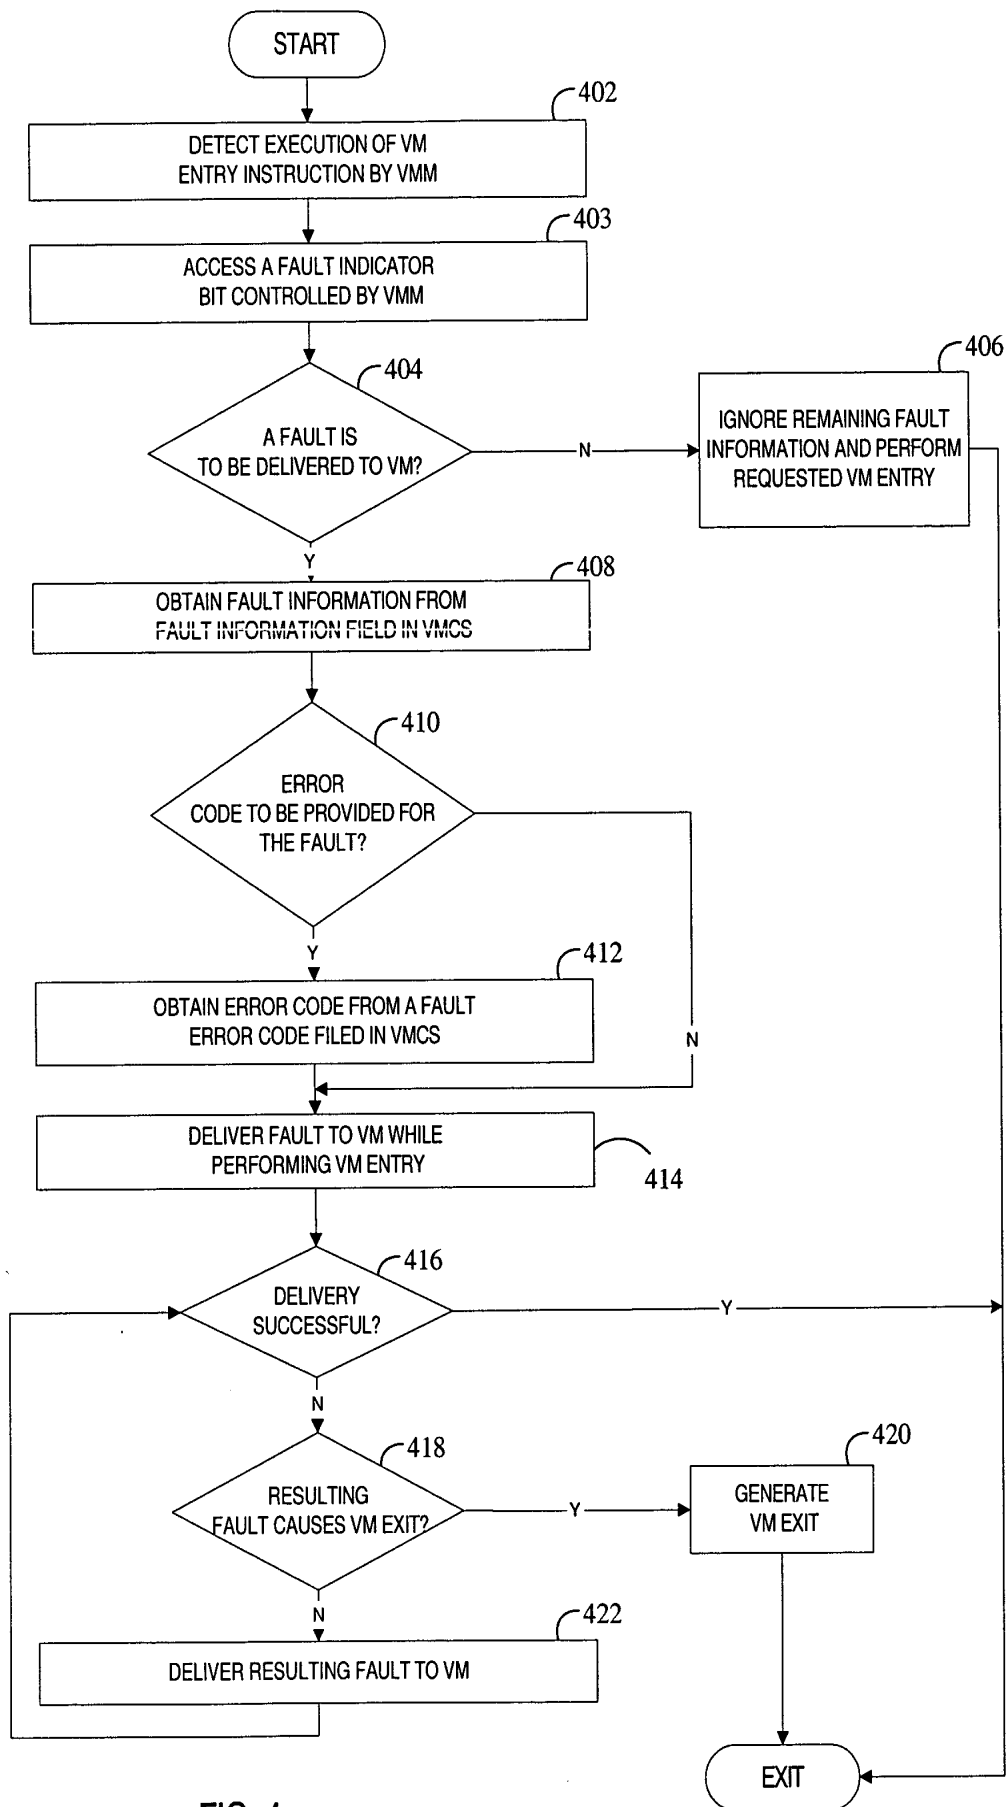 START
402
DETECT EXECUTION OF VM
ENTRY INSTRUCTION BY VMM
403
ACCESS A FAULT INDICATOR
BIT CONTROLLED BY VMM
404
A FAULT IS
TO BE DELIVERED TO VM?
N
406
IGNORE REMAINING FAULT
INFORMATION AND PERFORM
REQUESTED VM ENTRY
Y
408
OBTAIN FAULT INFORMATION FROM
FAULT INFORMATION FIELD IN VMCS
410
ERROR
CODE TO BE PROVIDED FOR
THE FAULT?
Y
N
412
OBTAIN ERROR CODE FROM A FAULT
ERROR CODE FILED IN VMCS
DELIVER FAULT TO VM WHILE
PERFORMING VM ENTRY
414
416
DELIVERY
SUCCESSFUL?
Y
N
418
RESULTING
FAULT CAUSES VM EXIT?
Y
420
GENERATE
VM EXIT
N
422
DELIVER RESULTING FAULT TO VM
EXIT